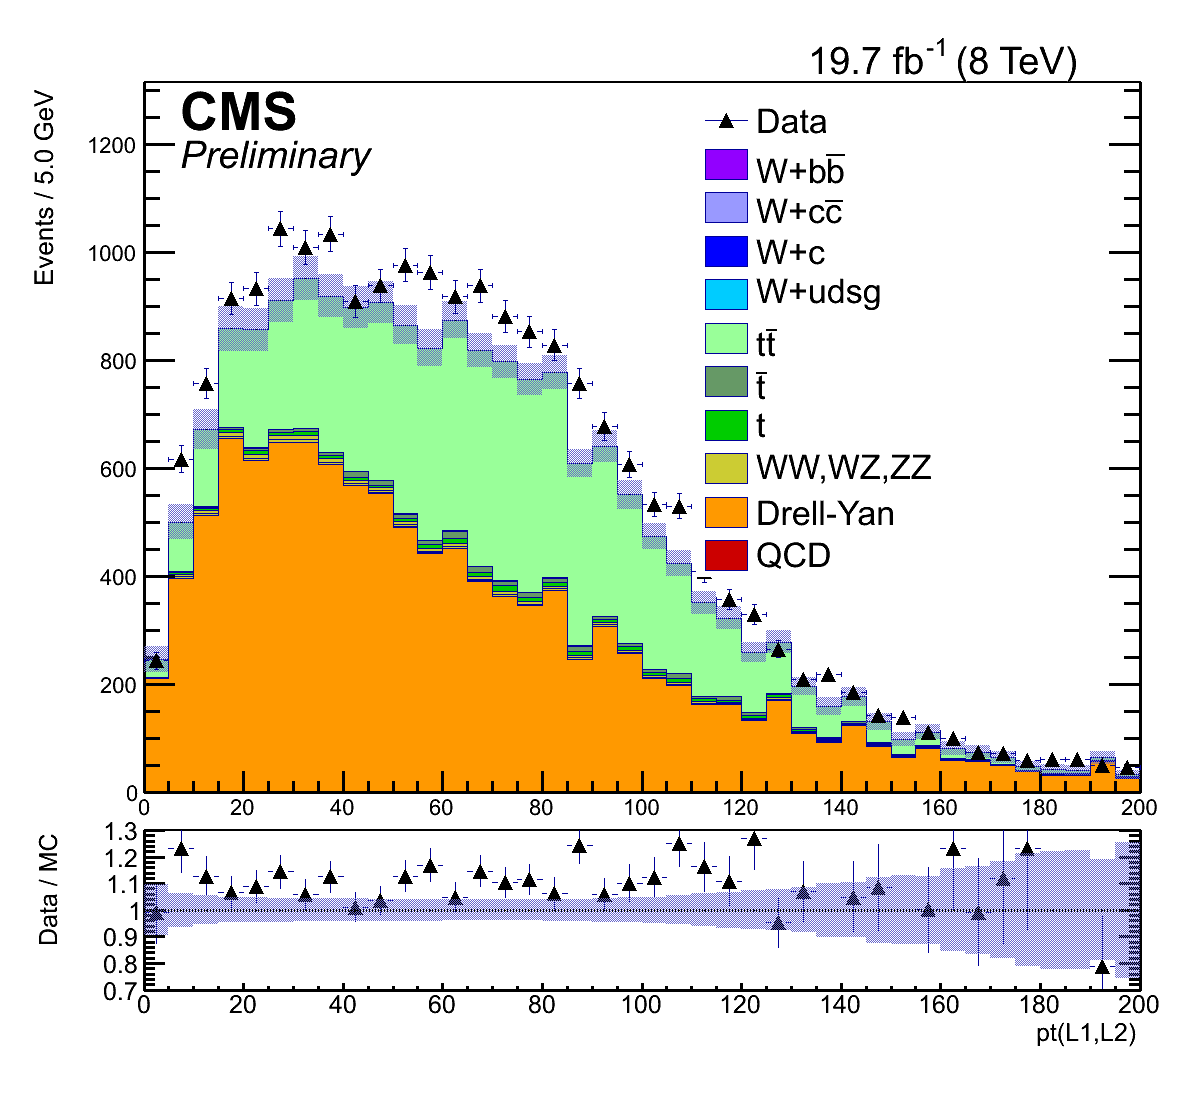 19.7 fb⁻¹ (8 TeV)
CMS
Preliminary
Events / 5.0 GeV
1200
1000
800
600
400
200
0
Data
W+bb̅
W+cc̅
W+c
W+udsg
tt̅
t̅
t
WW,WZ,ZZ
Drell-Yan
QCD
0 20 40 60 80 100 120 140 160 180 200
Data / MC
1.3
1.2
1.1
1
0.9
0.8
0.7
0 20 40 60 80 100 120 140 160 180 200
pt(L1,L2)